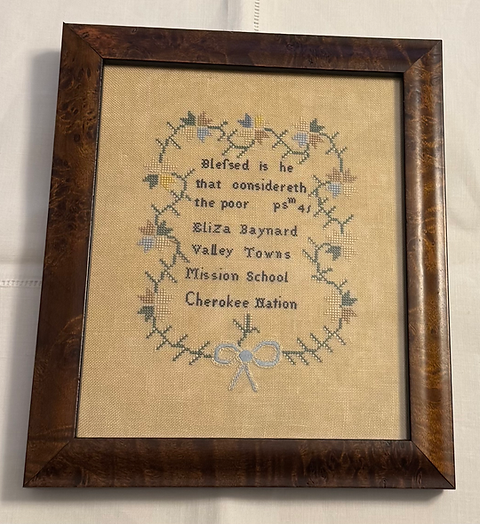 Bleſsed is he
that considereth
the poor psᵐ 41
Eliza Baynard
Valley Towns
Mission School
Cherokee Nation